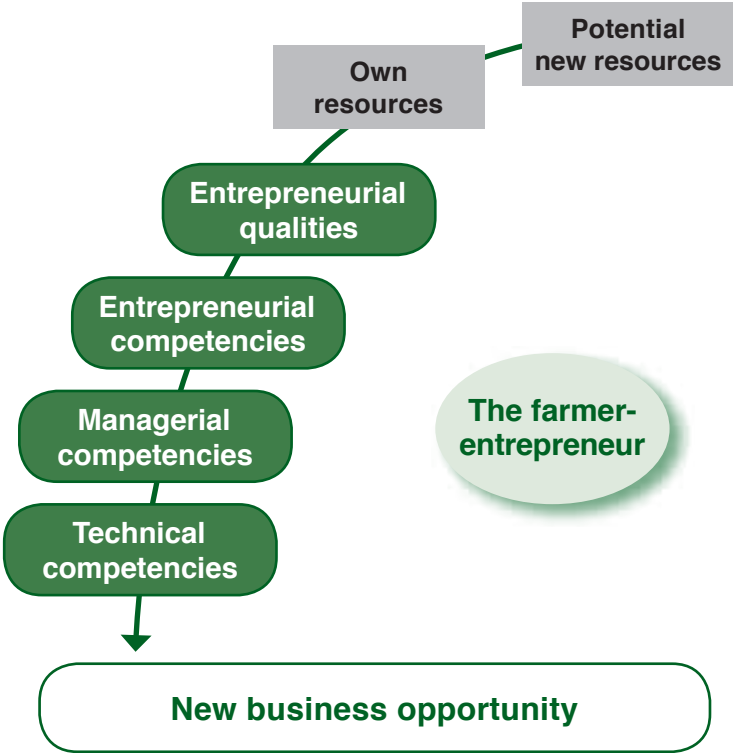 Potential
new resources
Own
resources
Entrepreneurial
qualities
Entrepreneurial
competencies
Managerial
competencies
The farmer-
entrepreneur
Technical
competencies
New business opportunity